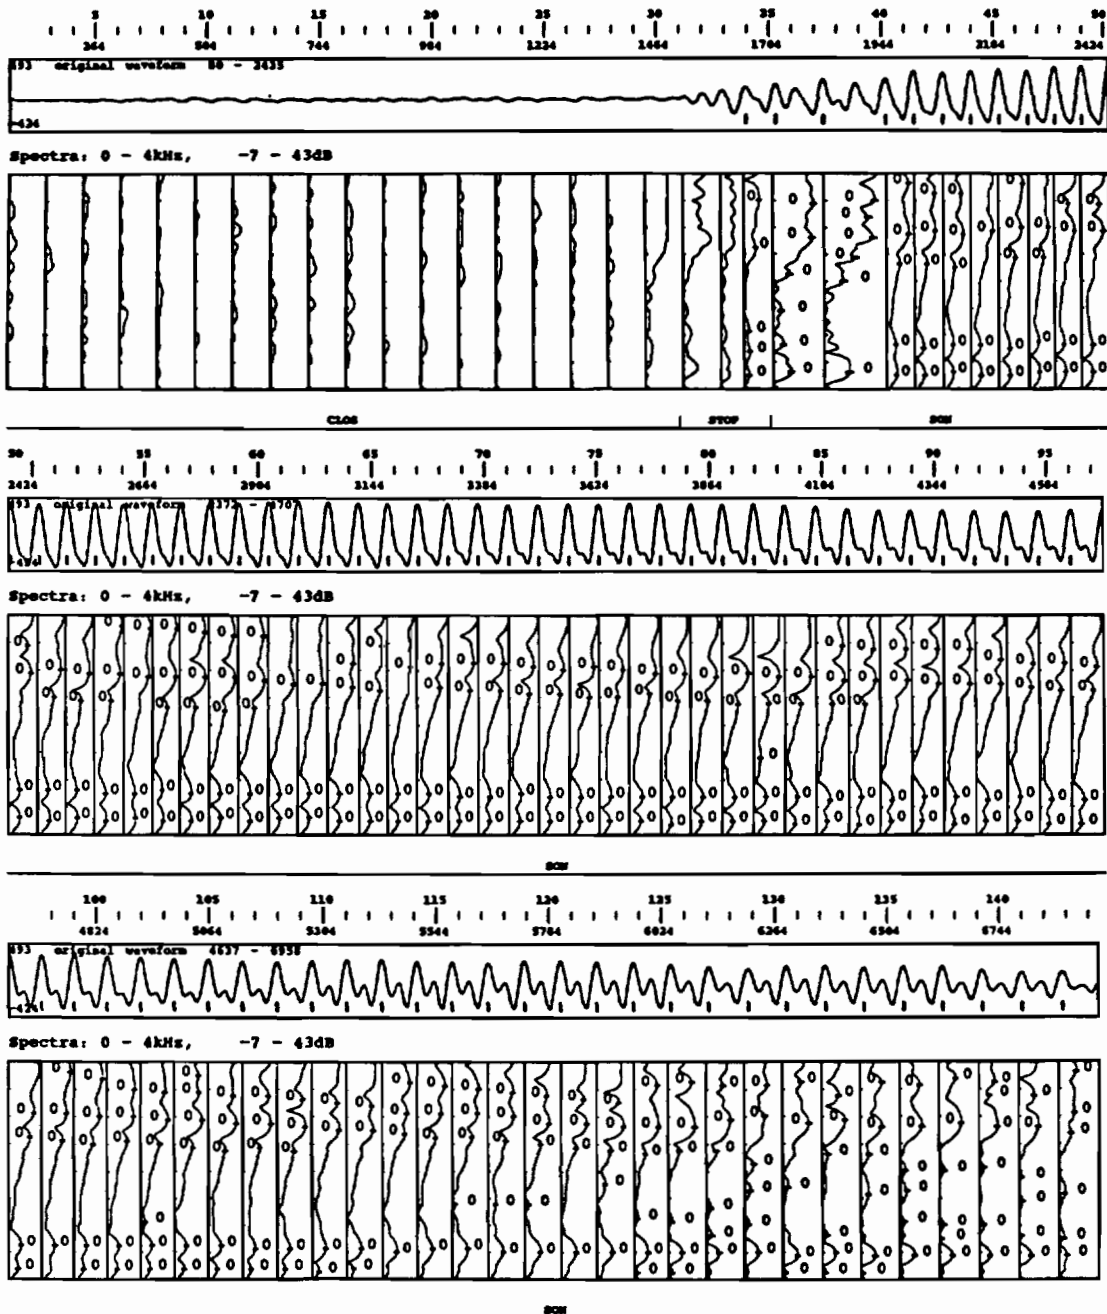 5 10 15 20 25 30 35 40 45 50
264 504 744 984 1224 1464 1704 1944 2184 2424
original waveform
Spectra: 0 - 4kHz, -7 - 43dB
CLOS STOP SON
50 55 60 65 70 75 80 85 90 95
2424 2664 2904 3144 3384 3624 3864 4104 4344 4584
original waveform
Spectra: 0 - 4kHz, -7 - 43dB
SON
100 105 110 115 120 125 130 135 140
4824 5064 5304 5544 5784 6024 6264 6504 6744
original waveform 4637 - 6958
Spectra: 0 - 4kHz, -7 - 43dB
SON